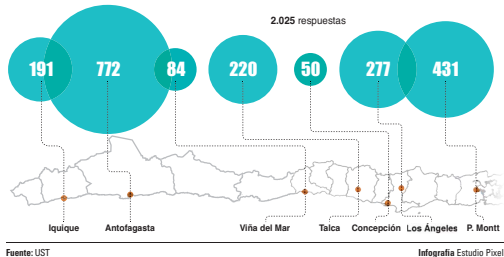 2.025 respuestas
191 772 84 220 50 277 431
Iquique Antofagasta Viña del Mar Talca Concepción Los Ángeles P. Montt
Fuente: UST Infografía Estudio Pixel